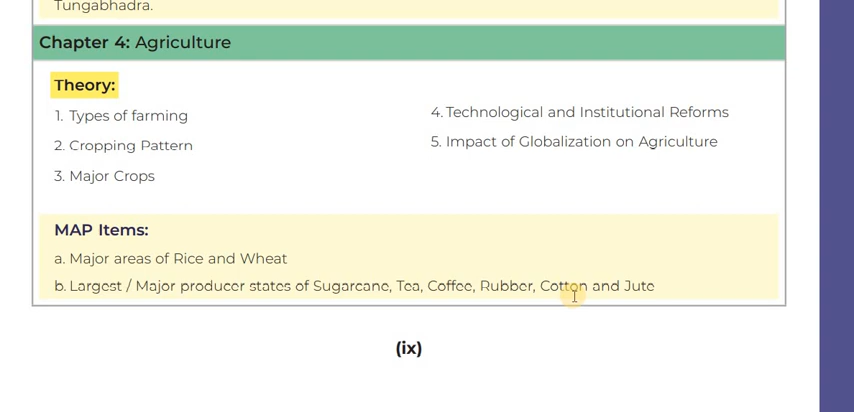 Tungabhadra.
Chapter 4: Agriculture
Theory:
1. Types of farming
2. Cropping Pattern
3. Major Crops
4. Technological and Institutional Reforms
5. Impact of Globalization on Agriculture
MAP Items:
a. Major areas of Rice and Wheat
b. Largest / Major producer states of Sugarcane, Tea, Coffee, Rubber, Cotton and Jute
(ix)